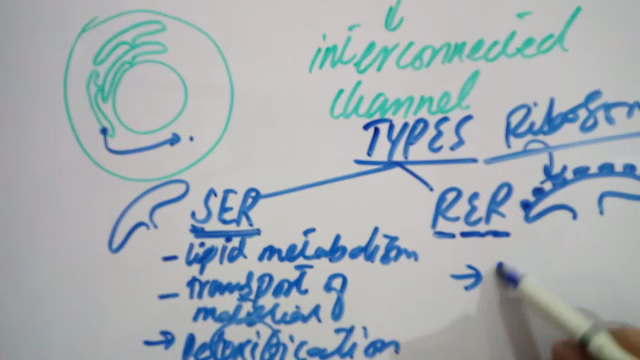 interconnected
channel
TYPES
SER
RER
- lipid metabolism
- transport of
→ Detoxification
→